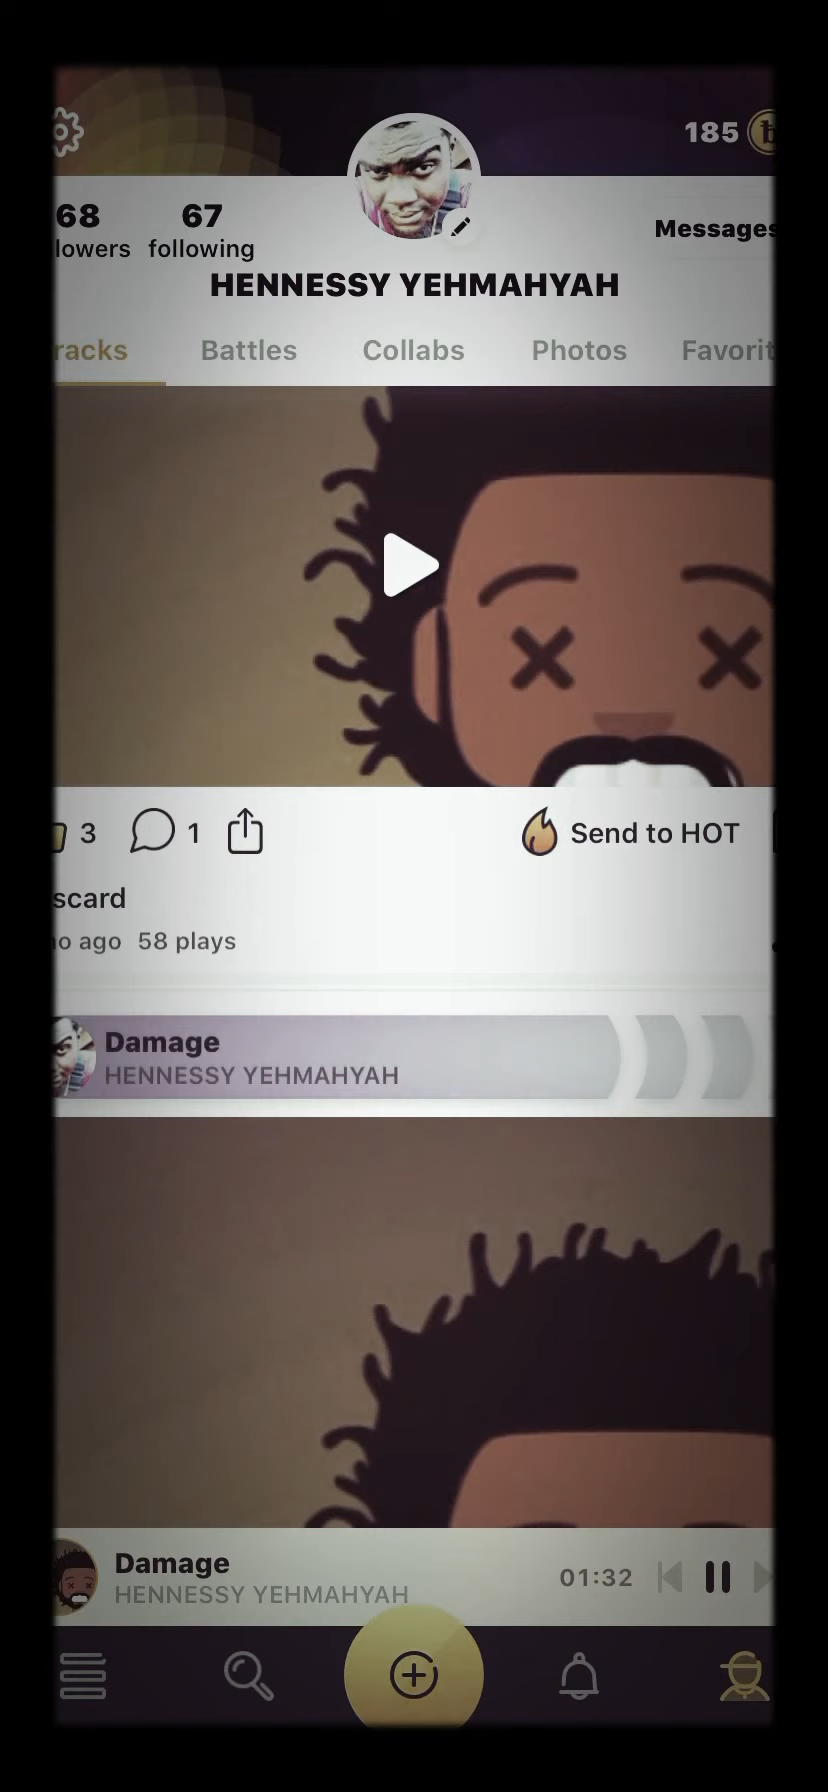 185
68
67
lowers
following
Messages
HENNESSY YEHMAHYAH
racks
Battles
Collabs
Photos
Favorit
3
1
Send to HOT
scard
o ago
58 plays
Damage
HENNESSY YEHMAHYAH
Damage
HENNESSY YEHMAHYAH
01:32